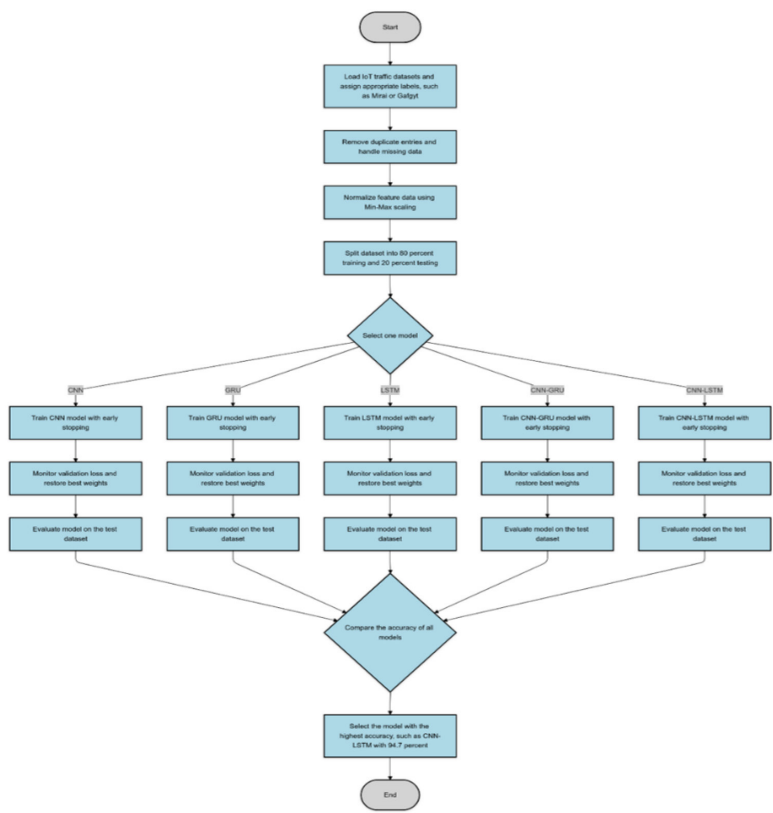 Start
Load IoT traffic datasets and
assign appropriate labels, such
as Mirai or Gafgyt
Remove duplicate entries and
handle missing data
Normalize feature data using
Min-Max scaling
Split dataset into 80 percent
training and 20 percent testing
Select one model
CNN
GRU
LSTM
CNN-GRU
CNN-LSTM
Train CNN model with early
stopping
Train GRU model with early
stopping
Train LSTM model with early
stopping
Train CNN-GRU model with
early stopping
Train CNN-LSTM model with
early stopping
Monitor validation loss and
restore best weights
Monitor validation loss and
restore best weights
Monitor validation loss and
restore best weights
Monitor validation loss and
restore best weights
Monitor validation loss and
restore best weights
Evaluate model on the test
dataset
Evaluate model on the test
dataset
Evaluate model on the test
dataset
Evaluate model on the test
dataset
Evaluate model on the test
dataset
Compare the accuracy of all
models
Select the model with the
highest accuracy, such as CNN-
LSTM with 94.7 percent
End